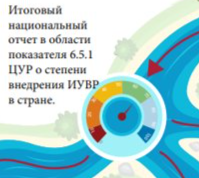 Итоговый
национальный
отчет в области
показателя 6.5.1
ЦУР о степени
внедрения ИУВР
в стране.